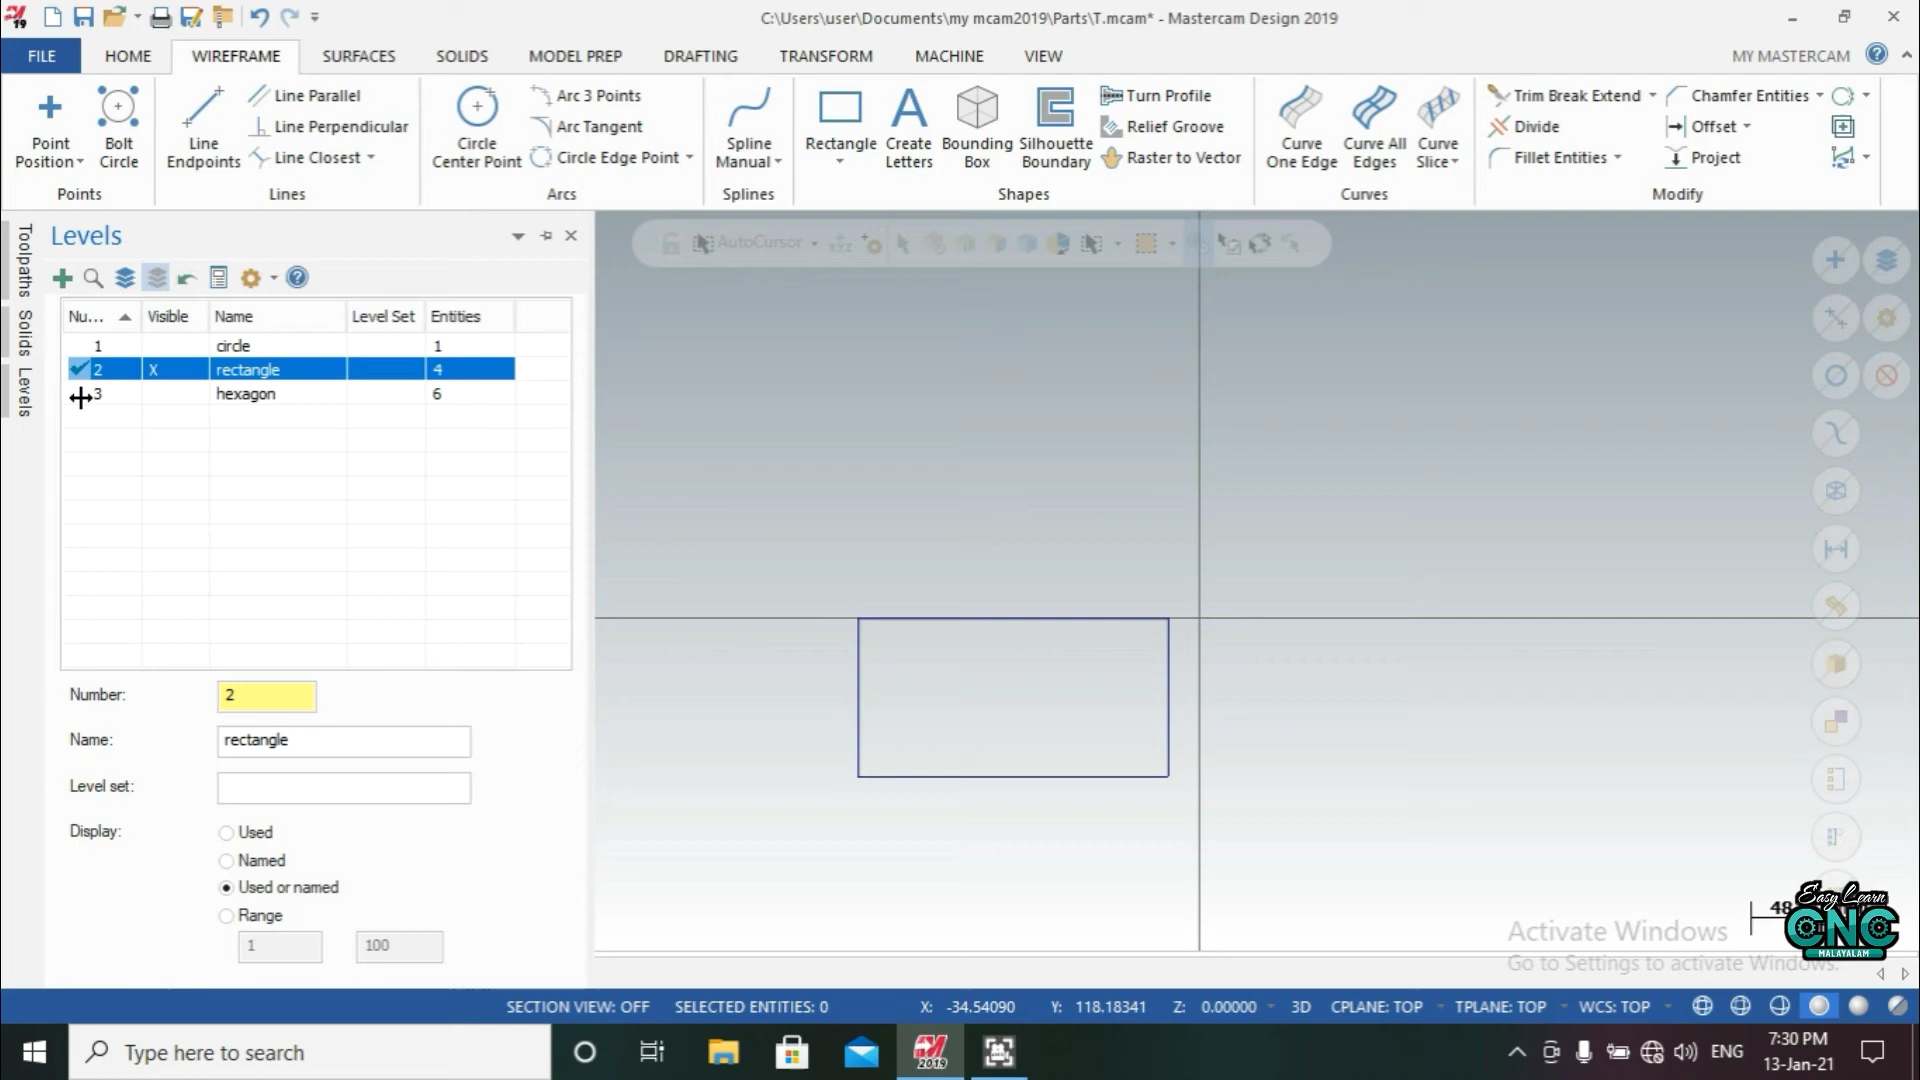 C:\Users\user\Documents\my mcam2019\Parts\T.mcam* - Mastercam Design 2019
FILE HOME WIREFRAME SURFACES SOLIDS MODEL PREP DRAFTING TRANSFORM MACHINE VIEW MY MASTERCAM
Point Position
Bolt Circle
Points
Line Endpoints
Line Parallel
Line Perpendicular
Line Closest
Lines
Circle Center Point
Arc 3 Points
Arc Tangent
Circle Edge Point
Arcs
Spline Manual
Splines
Rectangle
Create Letters
Bounding Box
Silhouette Boundary
Turn Profile
Relief Groove
Raster to Vector
Shapes
Curve One Edge
Curve All Edges
Curve Slice
Curves
Trim Break Extend
Divide
Fillet Entities
Chamfer Entities
Offset
Project
Modify
Toolpaths
Solids
Levels
Levels
AutoCursor
Nu... Visible Name Level Set Entities
1 circle 1
2 X rectangle 4
3 hexagon 6
Number: 2
Name: rectangle
Level set:
Display:
Used
Named
Used or named
Range
1 100
48
Easy Learn
CNC
MALAYALAM
Activate Windows
Go to Settings to activate Windows.
SECTION VIEW: OFF SELECTED ENTITIES: 0 X: -34.54090 Y: 118.18341 Z: 0.00000 3D CPLANE: TOP TPLANE: TOP WCS: TOP
Type here to search
2019
ENG
7:30 PM
13-Jan-21